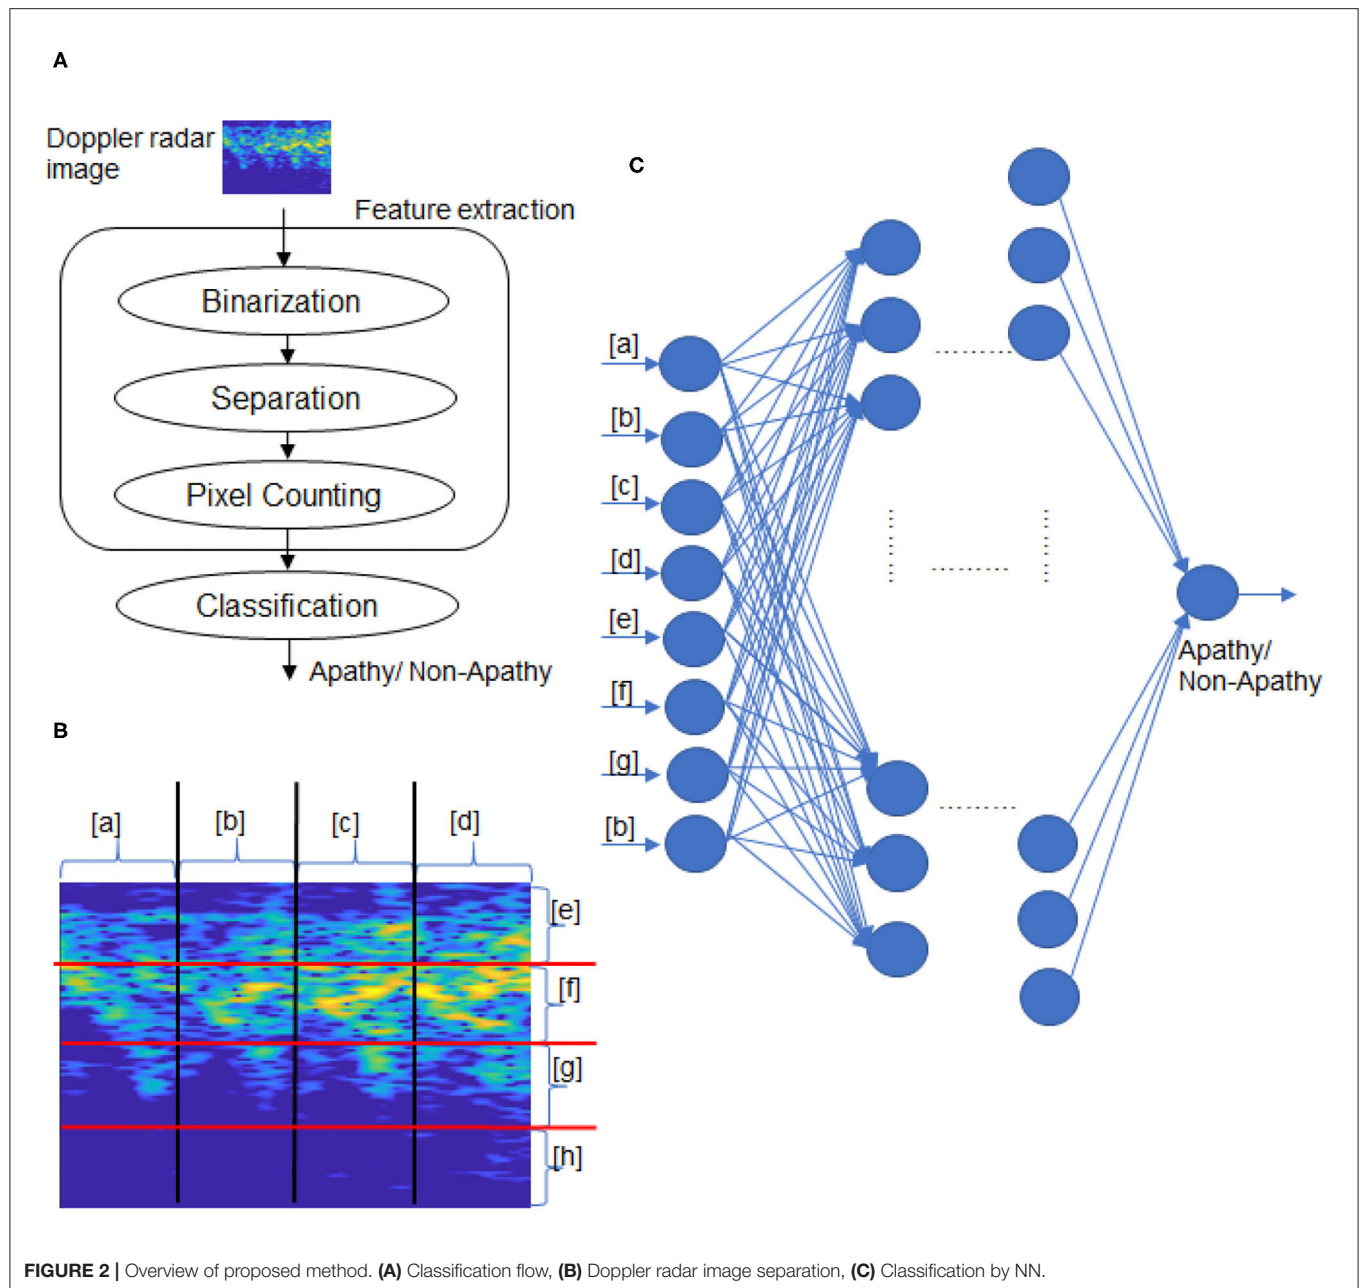 A
Doppler radar
image
Feature extraction
Binarization
Separation
Pixel Counting
Classification
Apathy/ Non-Apathy
B
[a]
[b]
[c]
[d]
[e]
[f]
[g]
[h]
C
[a]
[b]
[c]
[d]
[e]
[f]
[g]
[b]
Apathy/
Non-Apathy
FIGURE 2 | Overview of proposed method. (A) Classification flow, (B) Doppler radar image separation, (C) Classification by NN.